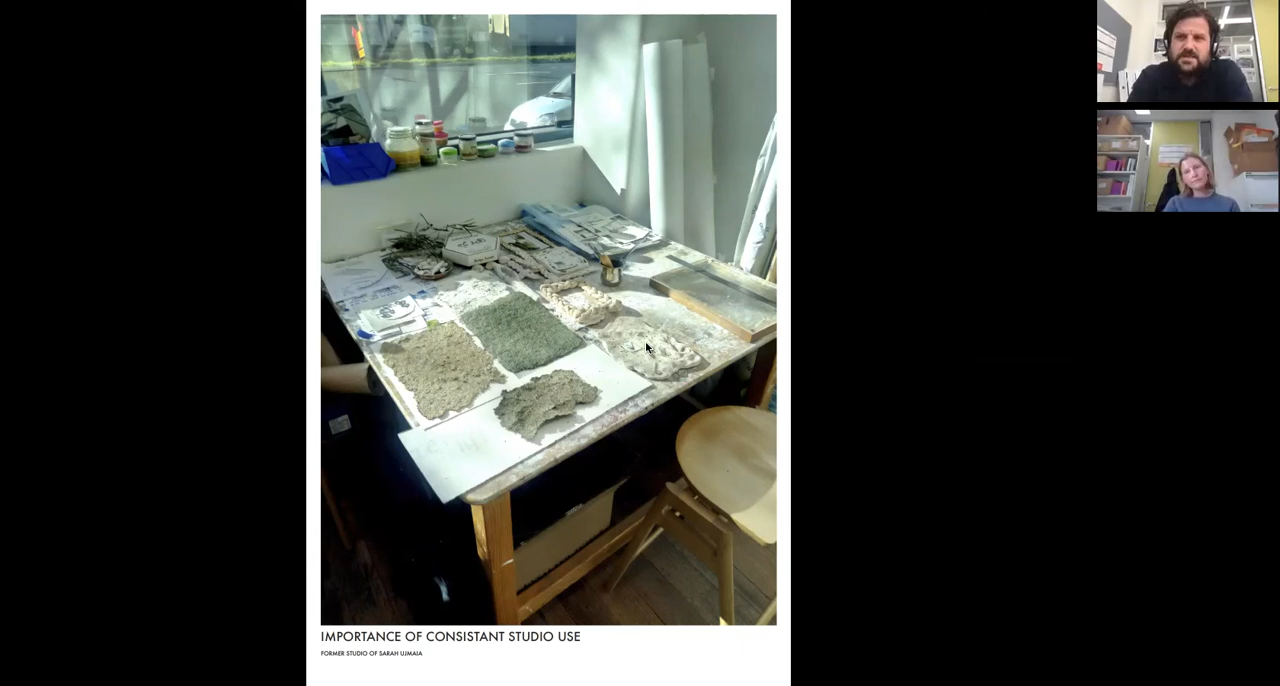 IMPORTANCE OF CONSISTANT STUDIO USE
FORMER STUDIO OF SARAH UJMAIA